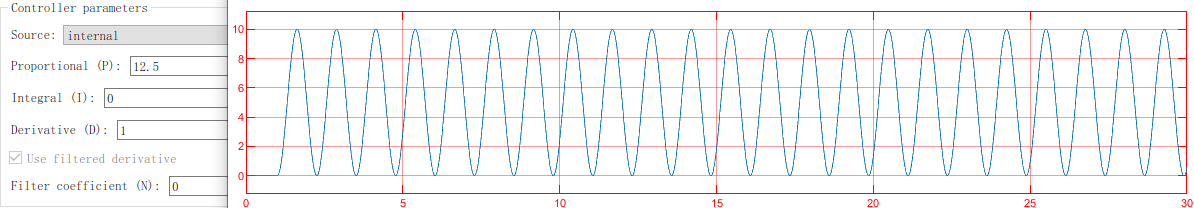 Controller parameters
Source: internal
Proportional (P): 12.5
Integral (I): 0
Derivative (D): 1
Use filtered derivative
Filter coefficient (N): 0
10
8
6
4
2
0
0 5 10 15 20 25 30